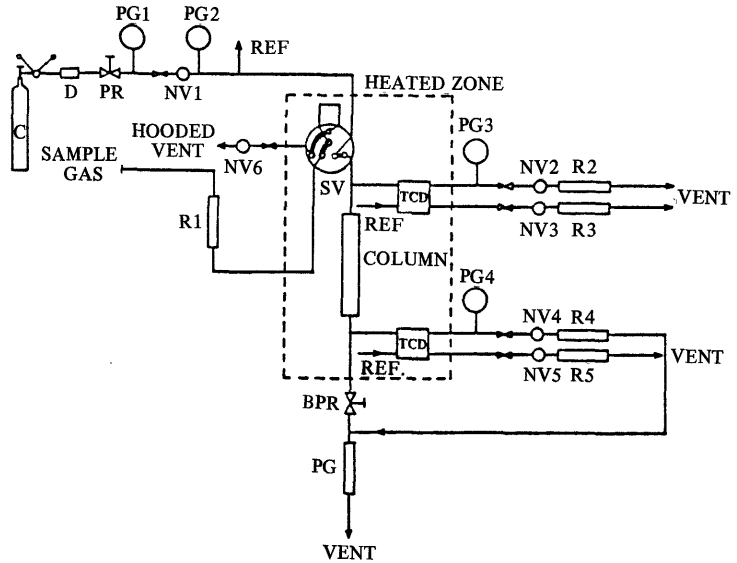 PG1 PG2
REF
D PR NV1
HEATED ZONE
C
HOODED
VENT
NV6
PG3
SAMPLE
GAS
SV
NV2 R2
TCD
VENT
R1
REF
NV3 R3
COLUMN
PG4
NV4 R4
TCD
VENT
REF.
NV5 R5
BPR
PG
VENT